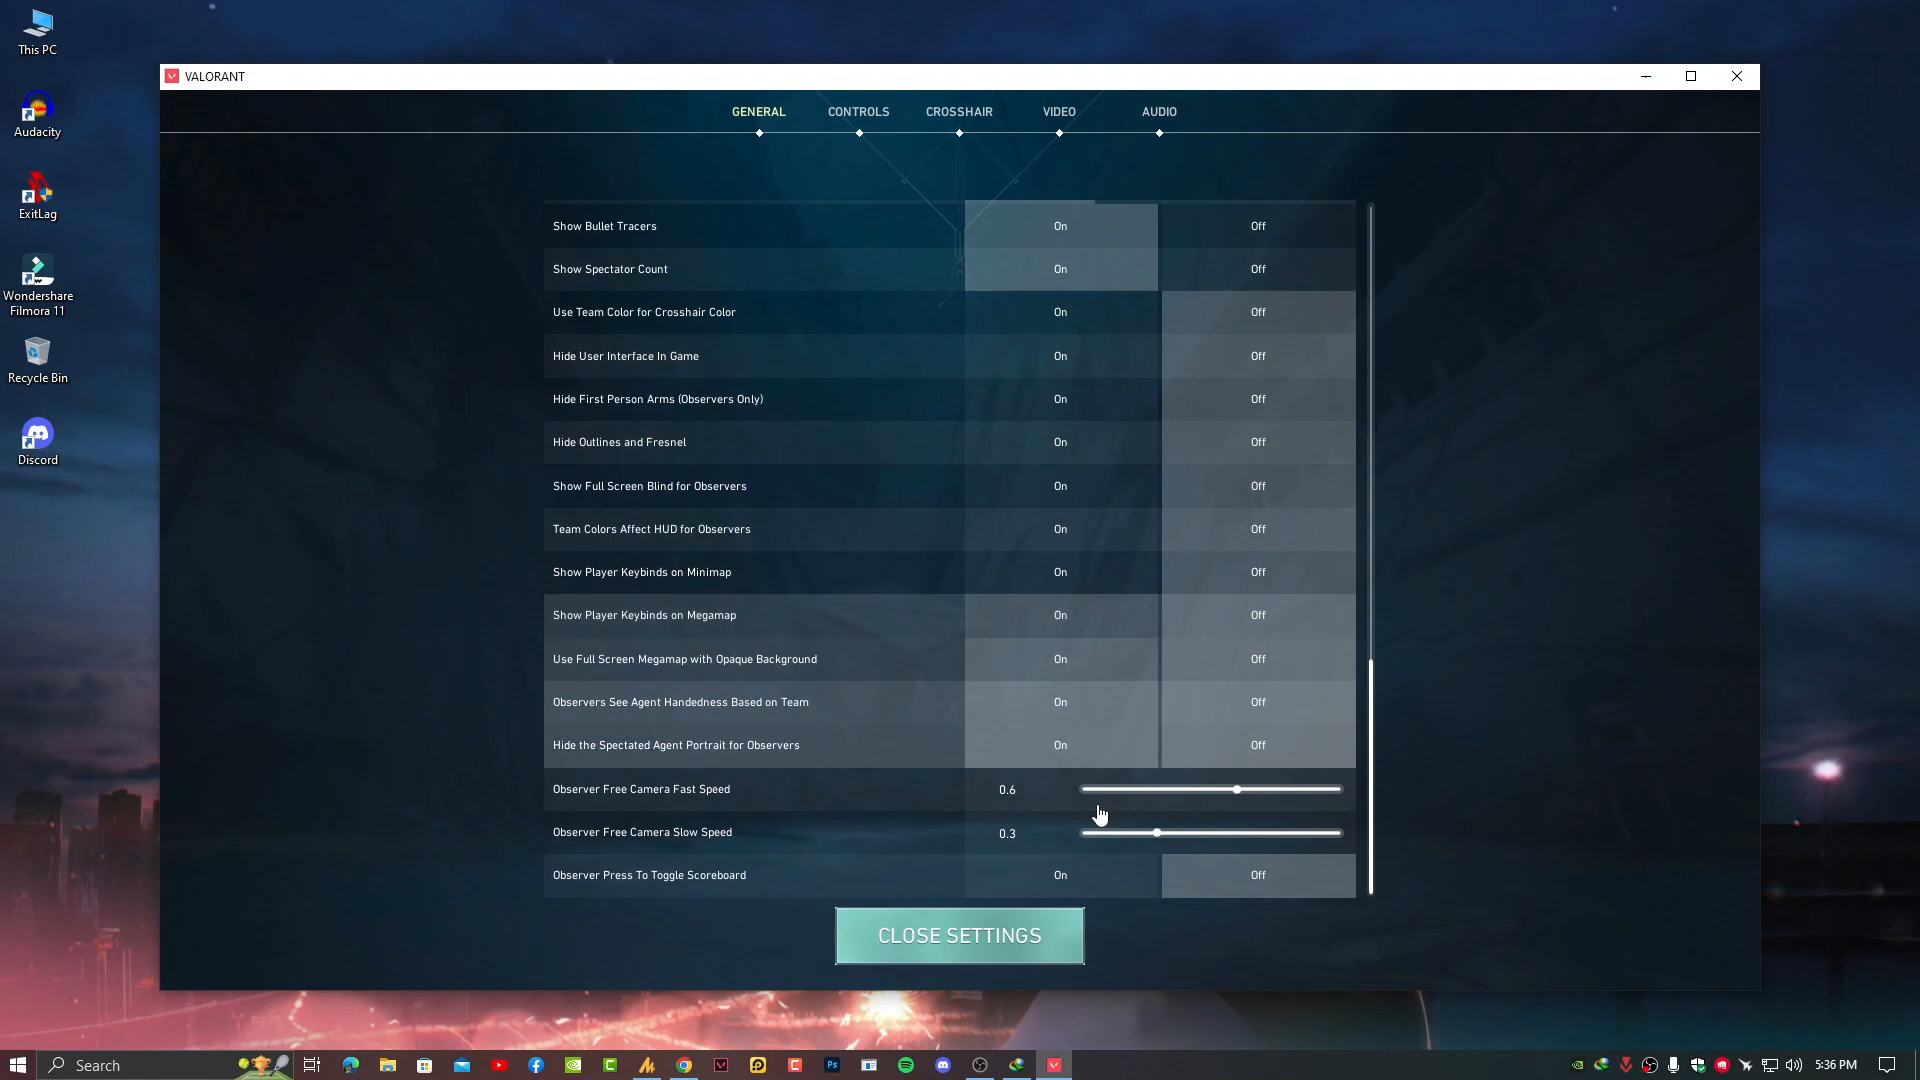 This PC
Audacity
ExitLag
Wondershare
Filmora 11
Recycle Bin
Discord
VALORANT
GENERAL CONTROLS CROSSHAIR VIDEO AUDIO
Show Bullet Tracers On Off
Show Spectator Count On Off
Use Team Color for Crosshair Color On Off
Hide User Interface In Game On Off
Hide First Person Arms (Observers Only) On Off
Hide Outlines and Fresnel On Off
Show Full Screen Blind for Observers On Off
Team Colors Affect HUD for Observers On Off
Show Player Keybinds on Minimap On Off
Show Player Keybinds on Megamap On Off
Use Full Screen Megamap with Opaque Background On Off
Observers See Agent Handedness Based on Team On Off
Hide the Spectated Agent Portrait for Observers On Off
Observer Free Camera Fast Speed 0.6
Observer Free Camera Slow Speed 0.3
Observer Press To Toggle Scoreboard On Off
CLOSE SETTINGS
Search Ps 5:36 PM